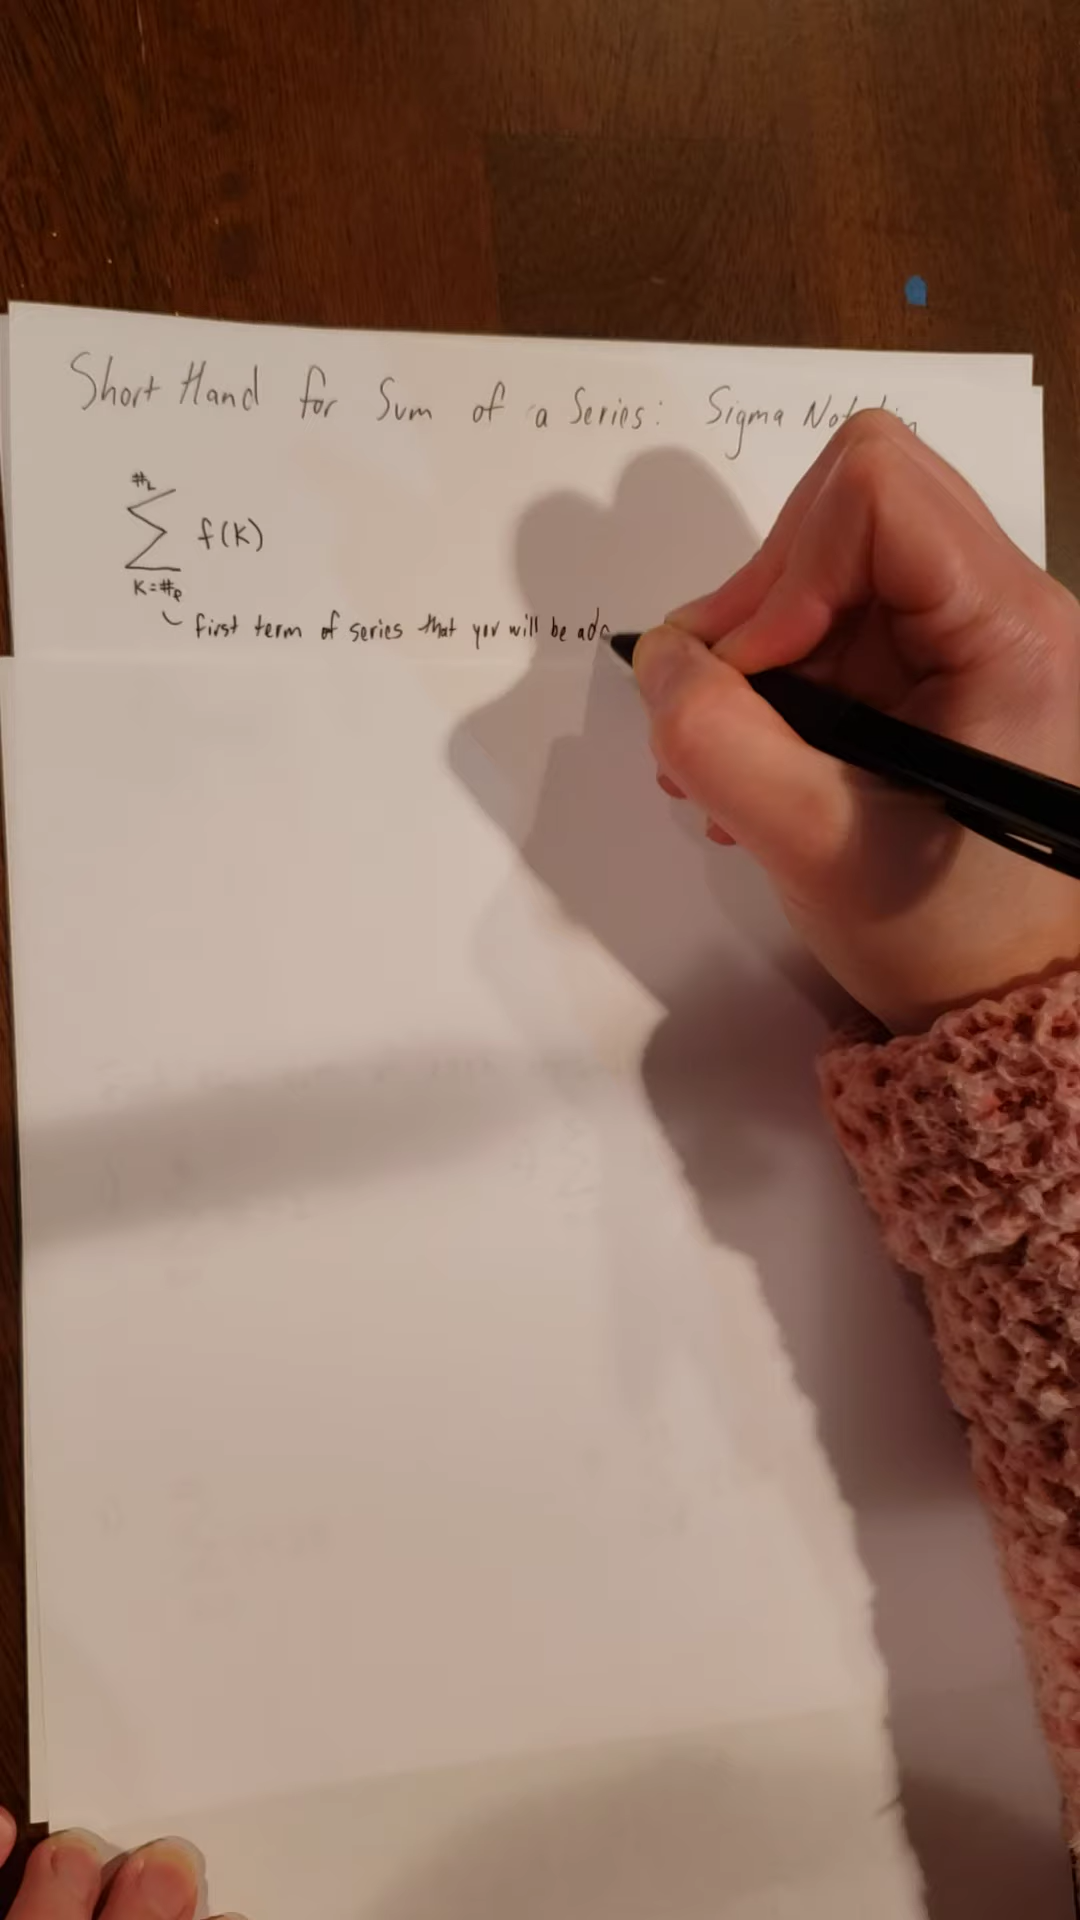 Short Hand for Sum of a Series: Sigma
#L
∑ f(K)
K=#F
first term of series that you will be